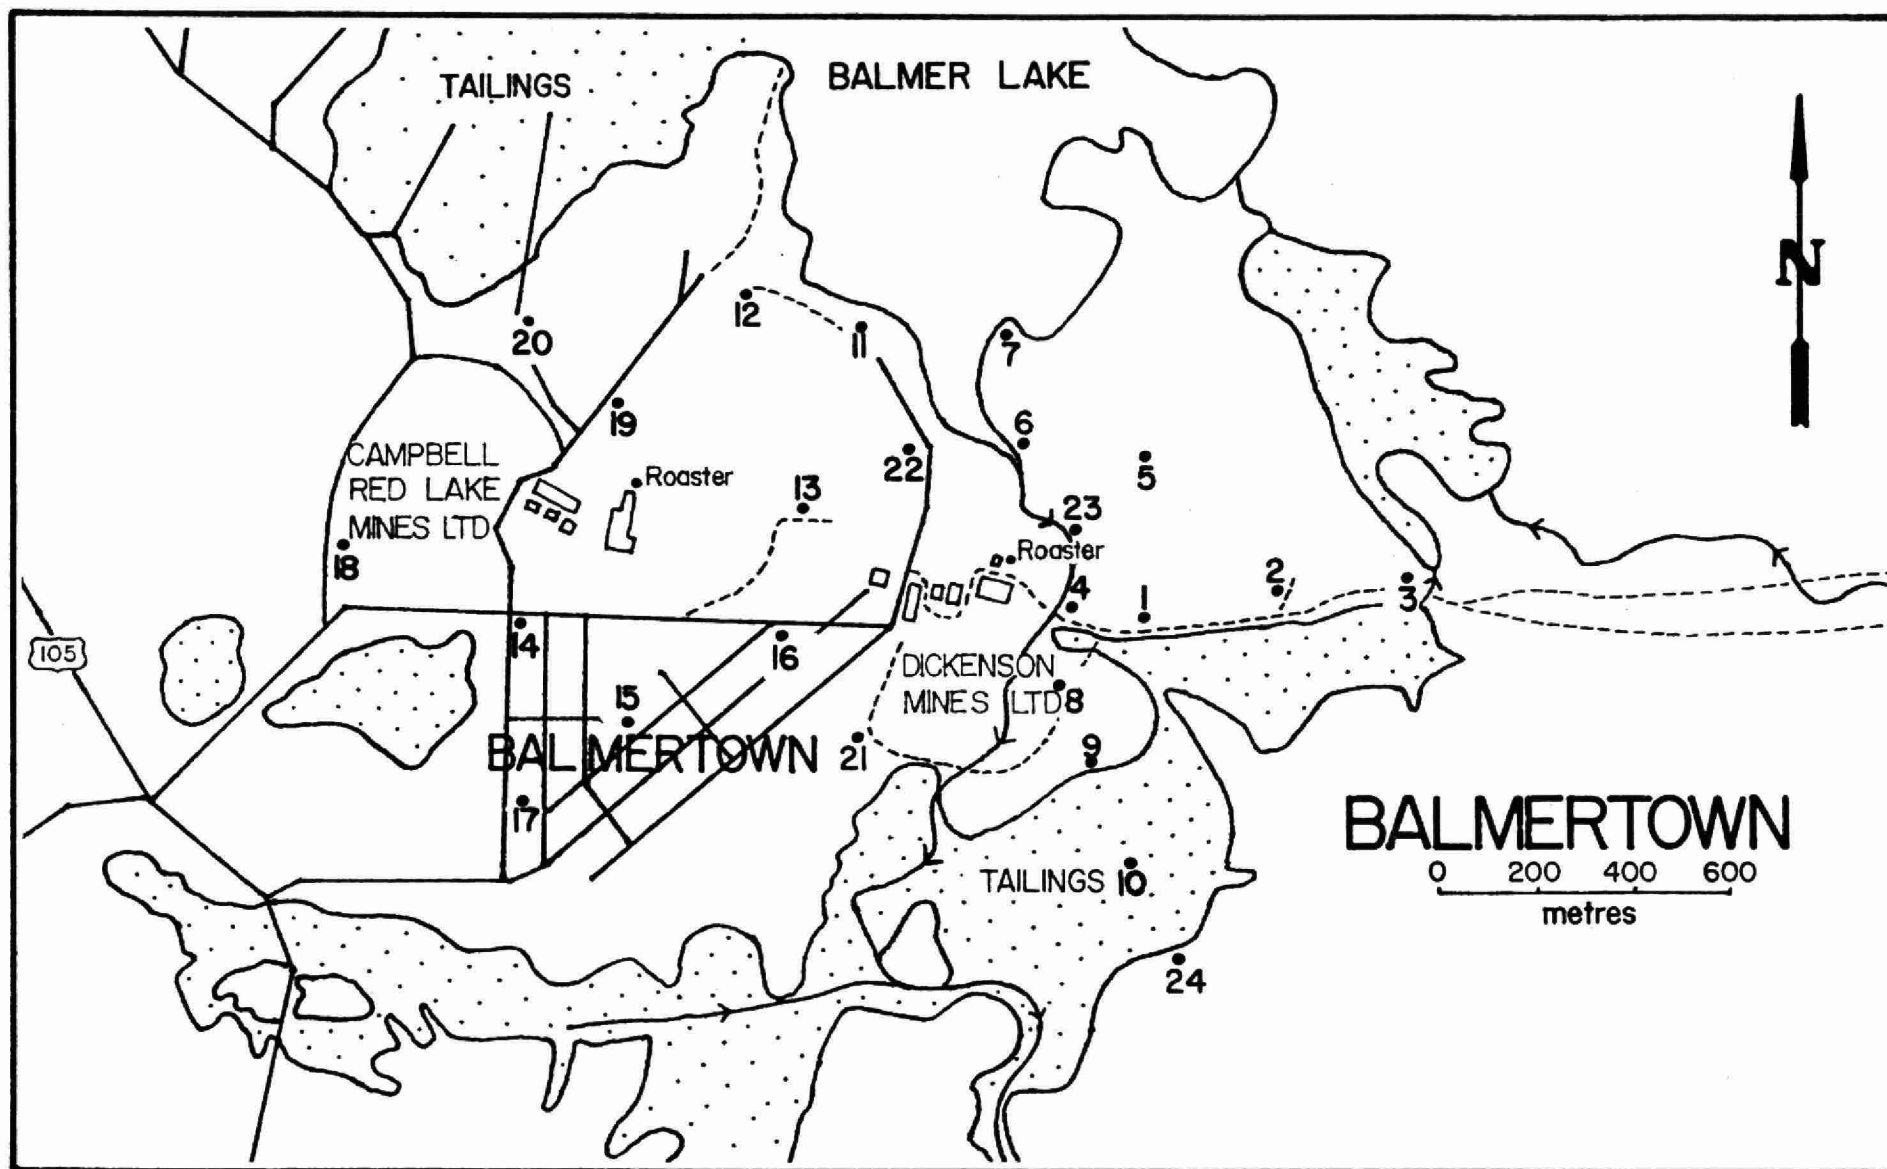 TAILINGS
BALMER LAKE
N
12
20
11
7
19
6
CAMPBELL
RED LAKE
MINES LTD
22
5
Roaster
13
23
18
Roaster
2
4
1
3
14
105
16
DICKENSON
MINES LTD
8
15
BALMERTOWN
21
9
17
BALMERTOWN
0 200 400 600
metres
TAILINGS
10
24